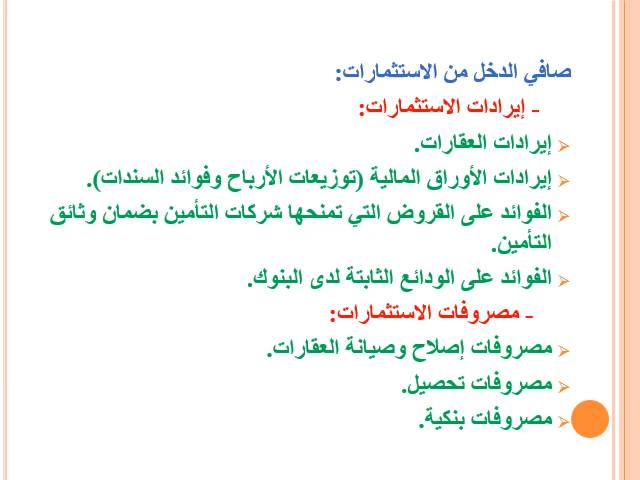 صافي الدخل من الاستثمارات:
- إيرادات الاستثمارات:
إيرادات العقارات.
إيرادات الأوراق المالية (توزيعات الأرباح وفوائد السندات).
الفوائد على القروض التي تمنحها شركات التأمين بضمان وثائق
التأمين.
الفوائد على الودائع الثابتة لدى البنوك.
- مصروفات الاستثمارات:
مصروفات إصلاح وصيانة العقارات.
مصروفات تحصيل.
مصروفات بنكية.